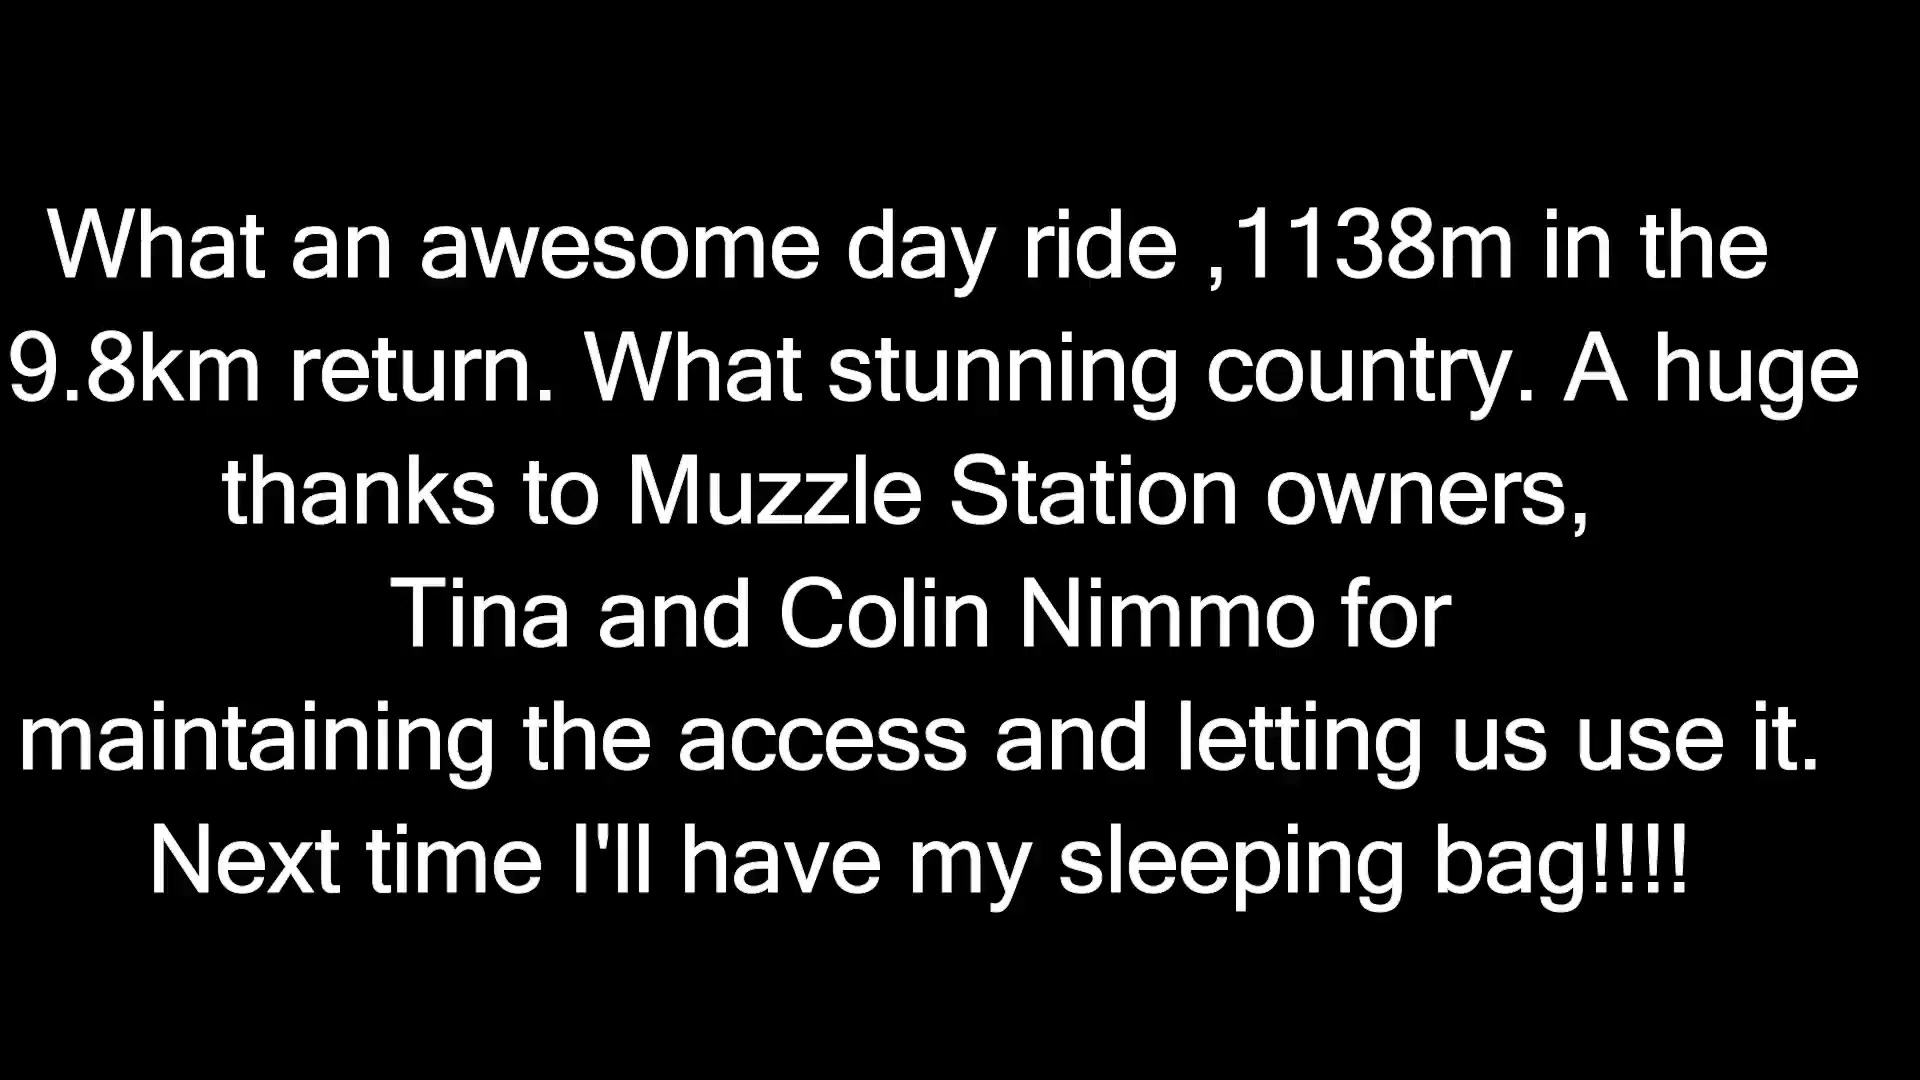 What an awesome day ride ,1138m in the
9.8km return. What stunning country. A huge
thanks to Muzzle Station owners,
Tina and Colin Nimmo for
maintaining the access and letting us use it.
Next time I'll have my sleeping bag!!!!